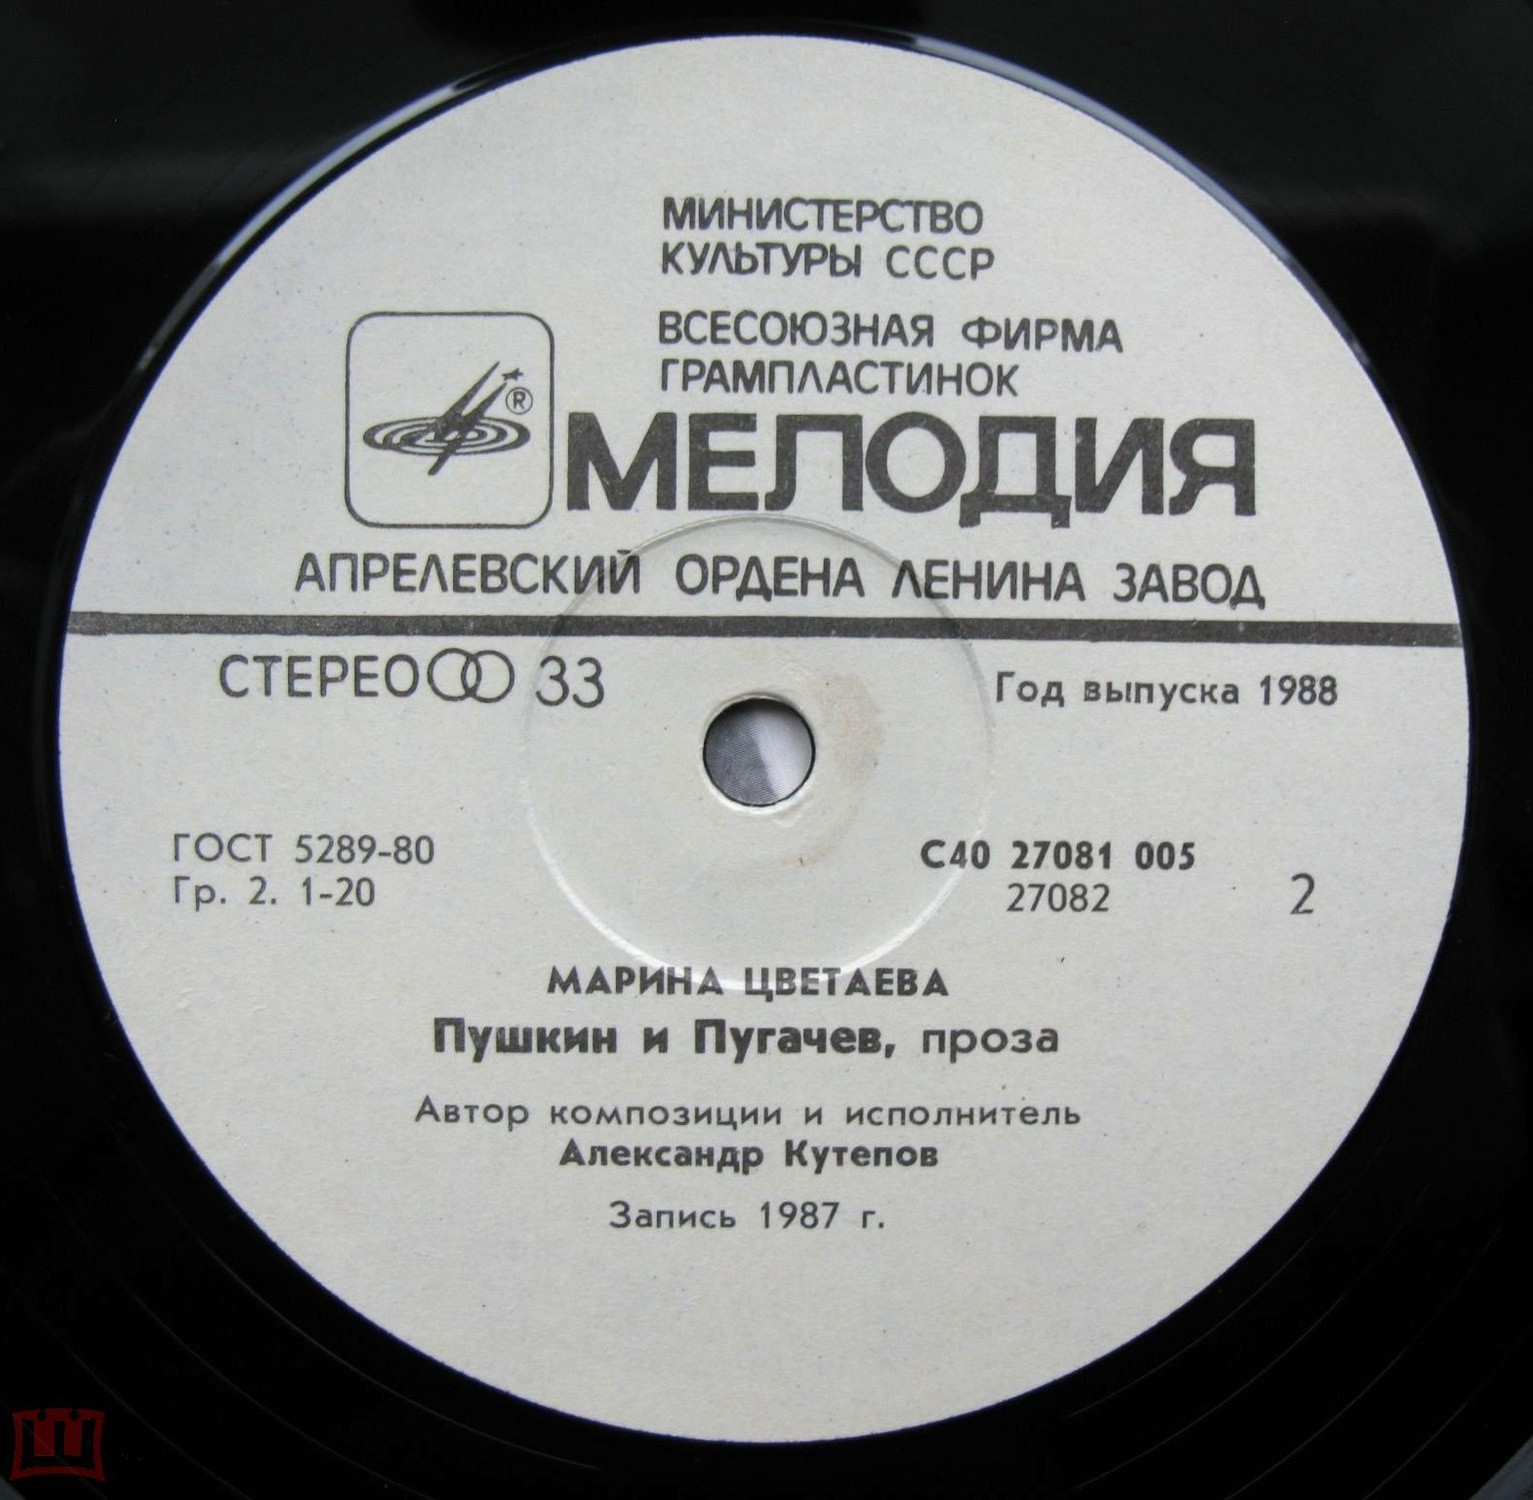 МИНИСТЕРСТВО
КУЛЬТУРЫ СССР
ВСЕСОЮЗНАЯ ФИРМА
ГРАМПЛАСТИНОК
®
МЕЛОДИЯ
АПРЕЛЕВСКИЙ ОРДЕНА ЛЕНИНА ЗАВОД
СТЕРЕО 33
Год выпуска 1988
ГОСТ 5289-80
Гр. 2. 1-20
С40 27081 005
27082
2
МАРИНА ЦВЕТАЕВА
Пушкин и Пугачев, проза
Автор композиции и исполнитель
Александр Кутепов
Запись 1987 г.